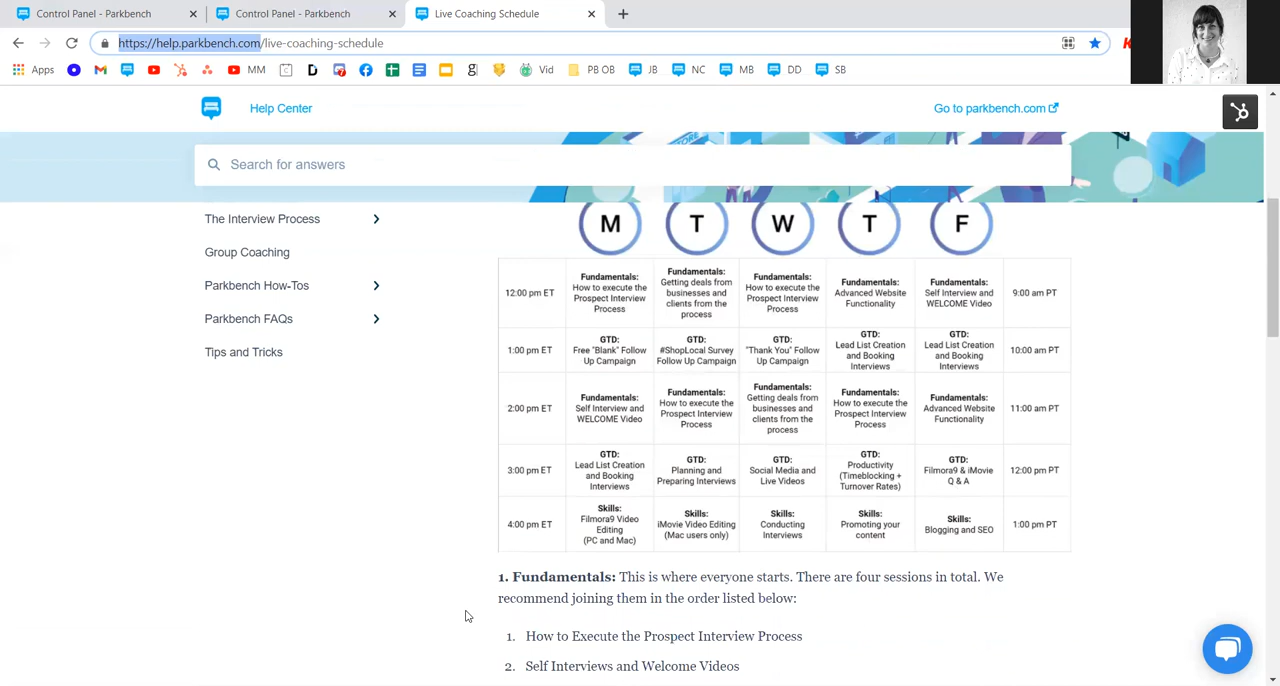 Control Panel - Parkbench
Control Panel - Parkbench
Live Coaching Schedule
https://help.parkbench.com/live-coaching-schedule
Apps
MM
D
g
Vid
PB OB
JB
NC
MB
DD
SB
Help Center
Go to parkbench.com
Search for answers
The Interview Process
Group Coaching
Parkbench How-Tos
Parkbench FAQs
Tips and Tricks
M T W T F
12:00 pm ET
Fundamentals:
How to execute the
Prospect Interview
Process
Fundamentals:
Getting deals from
businesses and
clients from the
process
Fundamentals:
How to execute the
Prospect Interview
Process
Fundamentals:
Advanced Website
Functionality
Fundamentals:
Self Interview and
WELCOME Video
9:00 am PT
1:00 pm ET
GTD:
Free "Blank" Follow
Up Campaign
GTD:
#ShopLocal Survey
Follow Up Campaign
GTD:
"Thank You" Follow
Up Campaign
GTD:
Lead List Creation
and Booking
Interviews
GTD:
Lead List Creation
and Booking
Interviews
10:00 am PT
2:00 pm ET
Fundamentals:
Self Interview and
WELCOME Video
Fundamentals:
How to execute the
Prospect Interview
Process
Fundamentals:
Getting deals from
businesses and
clients from the
process
Fundamentals:
How to execute the
Prospect Interview
Process
Fundamentals:
Advanced Website
Functionality
11:00 am PT
3:00 pm ET
GTD:
Lead List Creation
and Booking
Interviews
GTD:
Planning and
Preparing Interviews
GTD:
Social Media and
Live Videos
GTD:
Productivity
(Timeblocking +
Turnover Rates)
GTD:
Filmora9 & iMovie
Q & A
12:00 pm PT
4:00 pm ET
Skills:
Filmora9 Video
Editing
(PC and Mac)
Skills:
iMovie Video Editing
(Mac users only)
Skills:
Conducting
Interviews
Skills:
Promoting your
content
Skills:
Blogging and SEO
1:00 pm PT
1. Fundamentals: This is where everyone starts. There are four sessions in total. We
recommend joining them in the order listed below:
1. How to Execute the Prospect Interview Process
2. Self Interviews and Welcome Videos